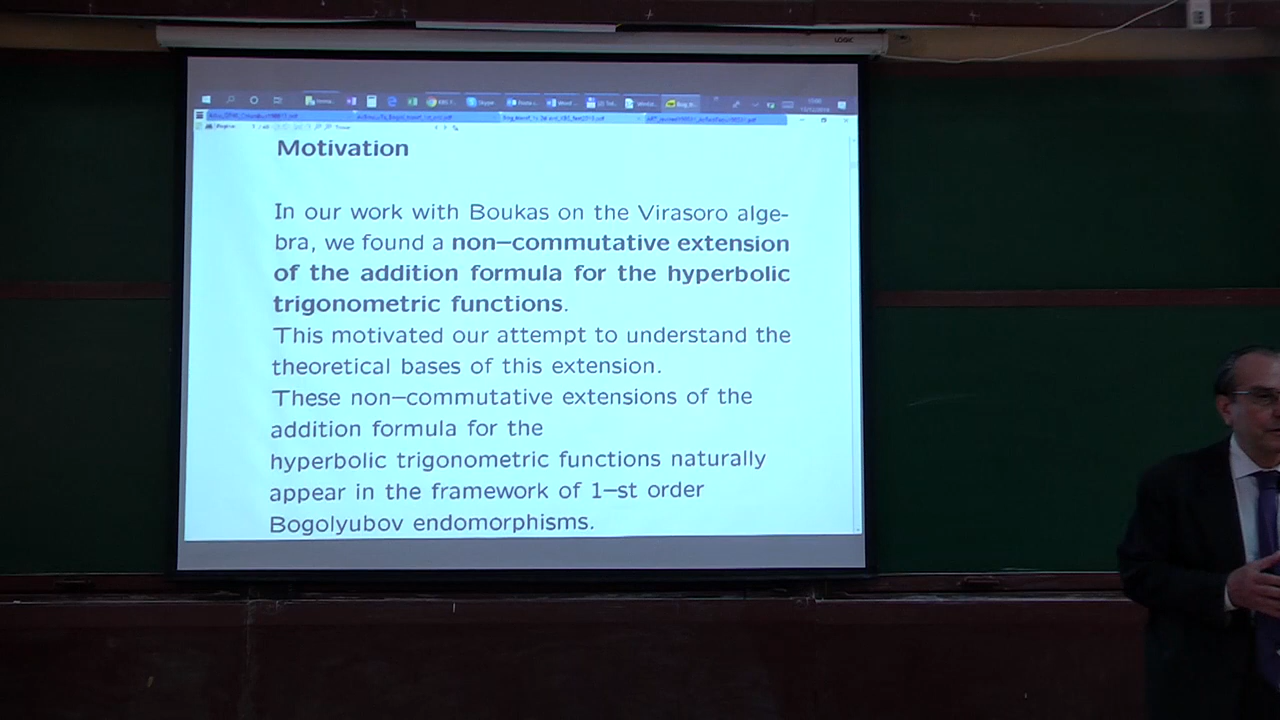 LOGIC
Skype
Word
Motivation
In our work with Boukas on the Virasoro alge-
bra, we found a non–commutative extension
of the addition formula for the hyperbolic
trigonometric functions.
This motivated our attempt to understand the
theoretical bases of this extension.
These non–commutative extensions of the
addition formula for the
hyperbolic trigonometric functions naturally
appear in the framework of 1–st order
Bogolyubov endomorphisms.